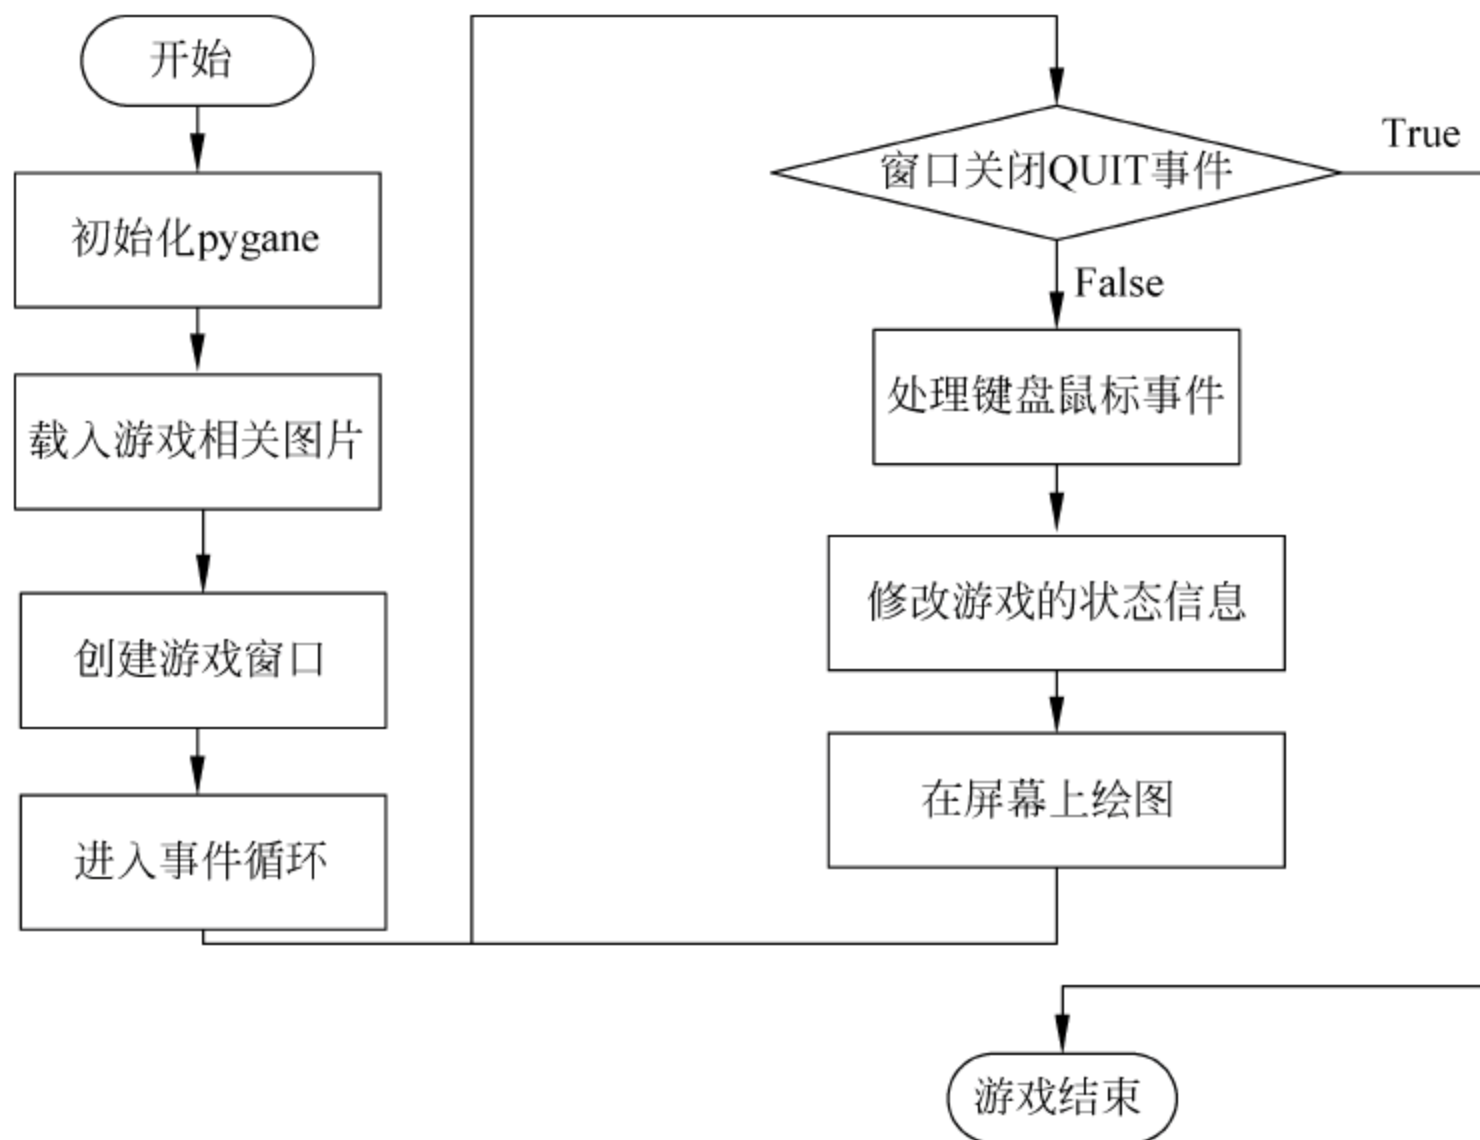 开始
初始化pygane
载入游戏相关图片
创建游戏窗口
进入事件循环
窗口关闭QUIT事件
True
False
处理键盘鼠标事件
修改游戏的状态信息
在屏幕上绘图
游戏结束